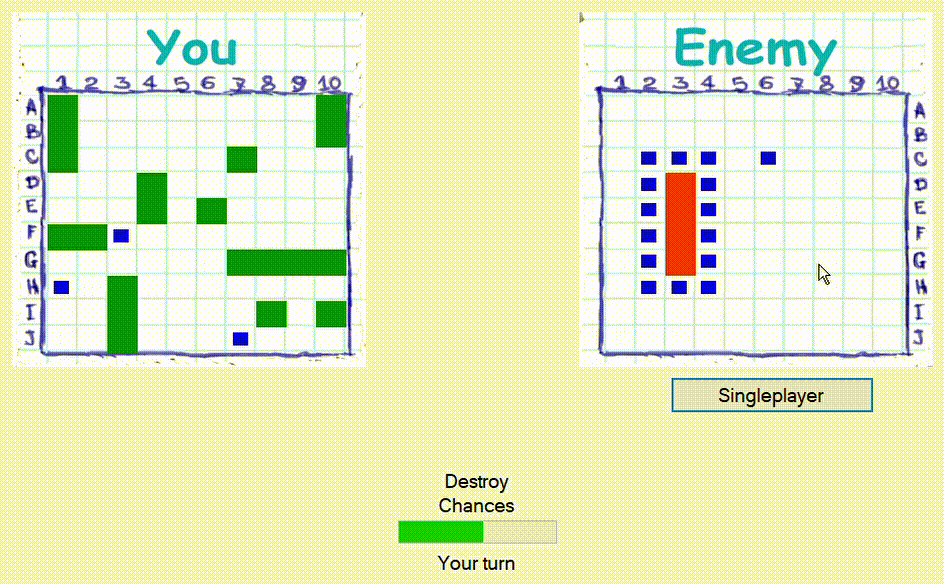 You
Enemy
1 2 3 4 5 6 7 8 9 10
1 2 3 4 5 6 7 8 9 10
A
B
C
D
E
F
G
H
I
J
A
B
C
D
E
F
G
H
I
J
Singleplayer
Destroy
Chances
Your turn